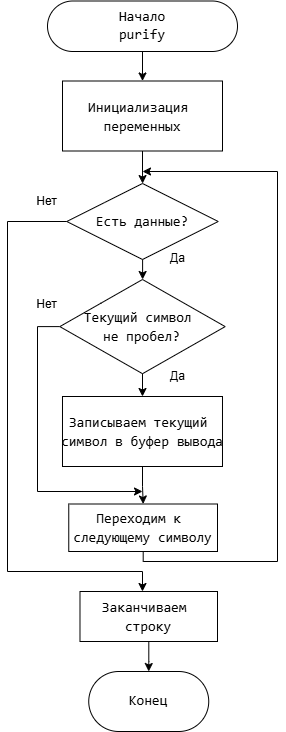 Начало
purify
Инициализация
переменных
Нет
Есть данные?
Да
Нет
Текущий символ
не пробел?
Да
Записываем текущий
символ в буфер вывода
Переходим к
следующему символу
Заканчиваем
строку
Конец